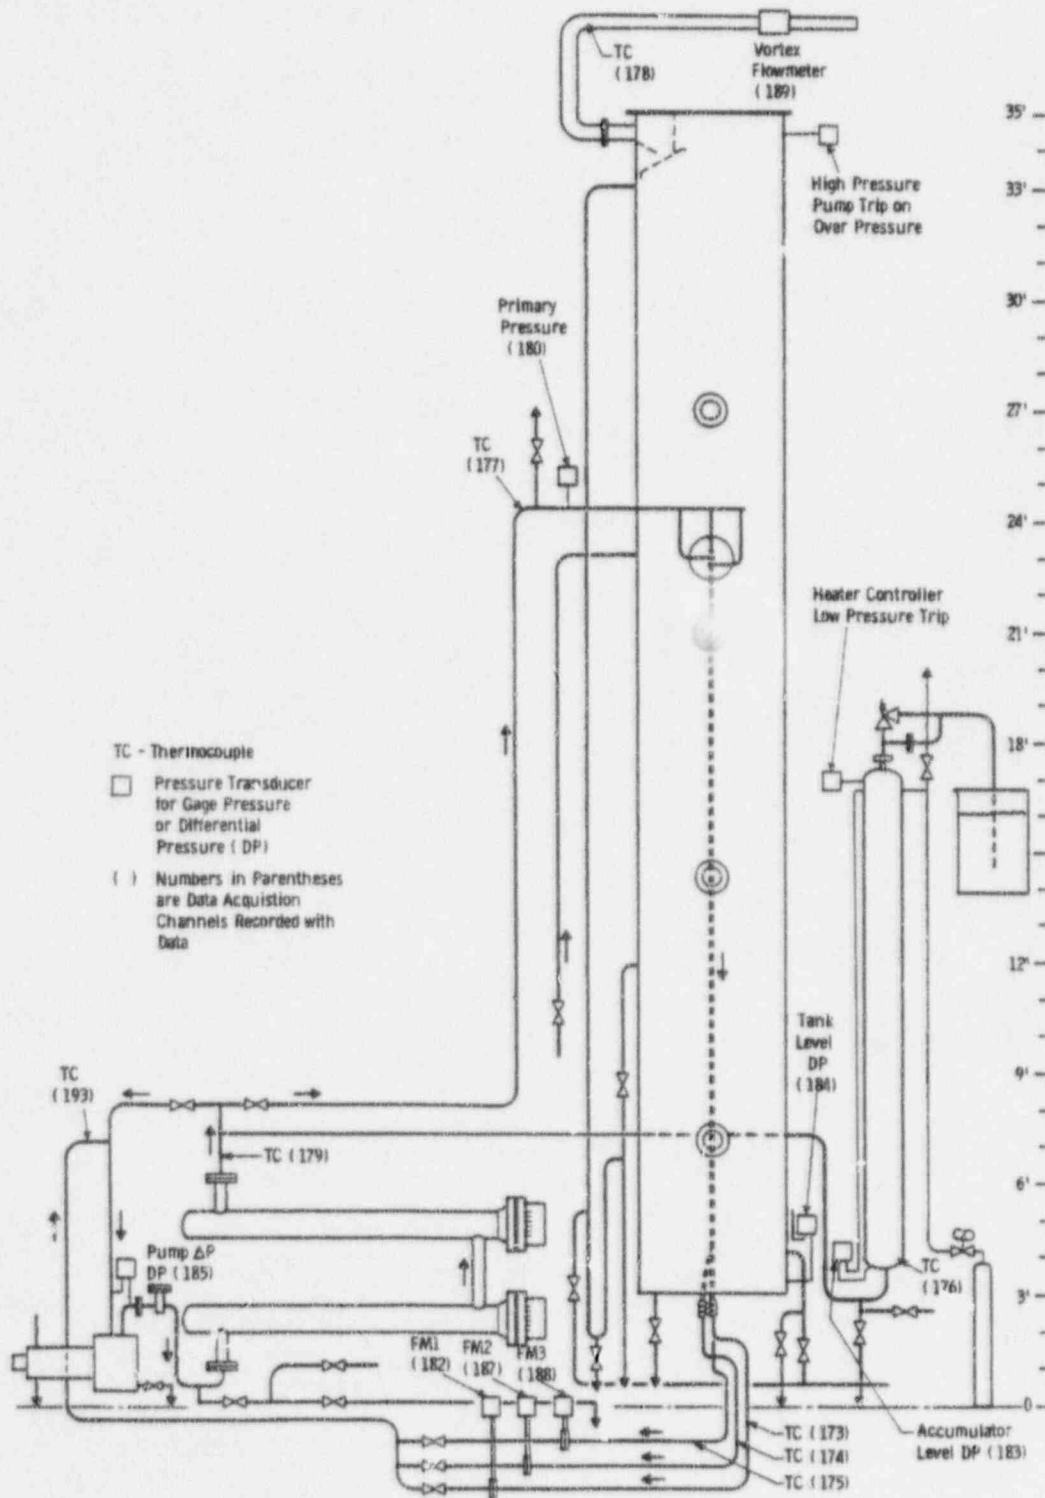 TC
(178)
Vortex
Flowmeter
(189)
35'
High Pressure
Pump Trip on
Over Pressure
33'
Primary
Pressure
(180)
30'
27'
TC
(177)
24'
Heater Controller
Low Pressure Trip
21'
TC - Thermocouple
Pressure Transducer
for Gage Pressure
or Differential
Pressure (DP)
( ) Numbers in Parentheses
are Data Acquistion
Channels Recorded with
Data
18'
12'
Tank
Level
DP
(184)
TC
(193)
9'
TC (179)
6'
Pump ΔP
DP (185)
TC
(176)
3'
FM1
(182)
FM2
(187)
FM3
(188)
0
TC (173)
TC (174)
TC (175)
Accumulator
Level DP (183)